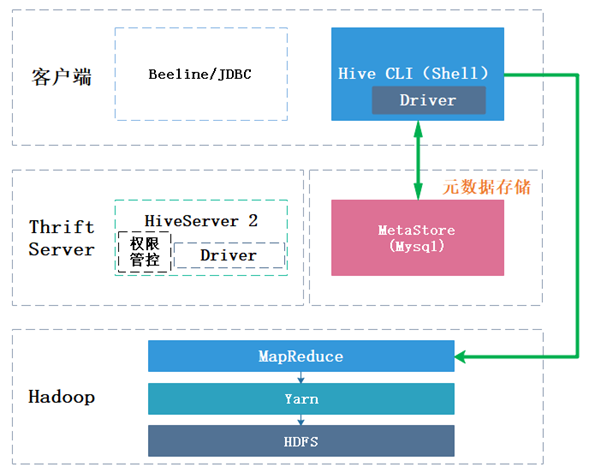 客户端
Beeline/JDBC
Hive CLI（Shell）
Driver
Thrift
Server
HiveServer 2
权限
管控
Driver
元数据存储
MetaStore
(Mysql)
Hadoop
MapReduce
Yarn
HDFS